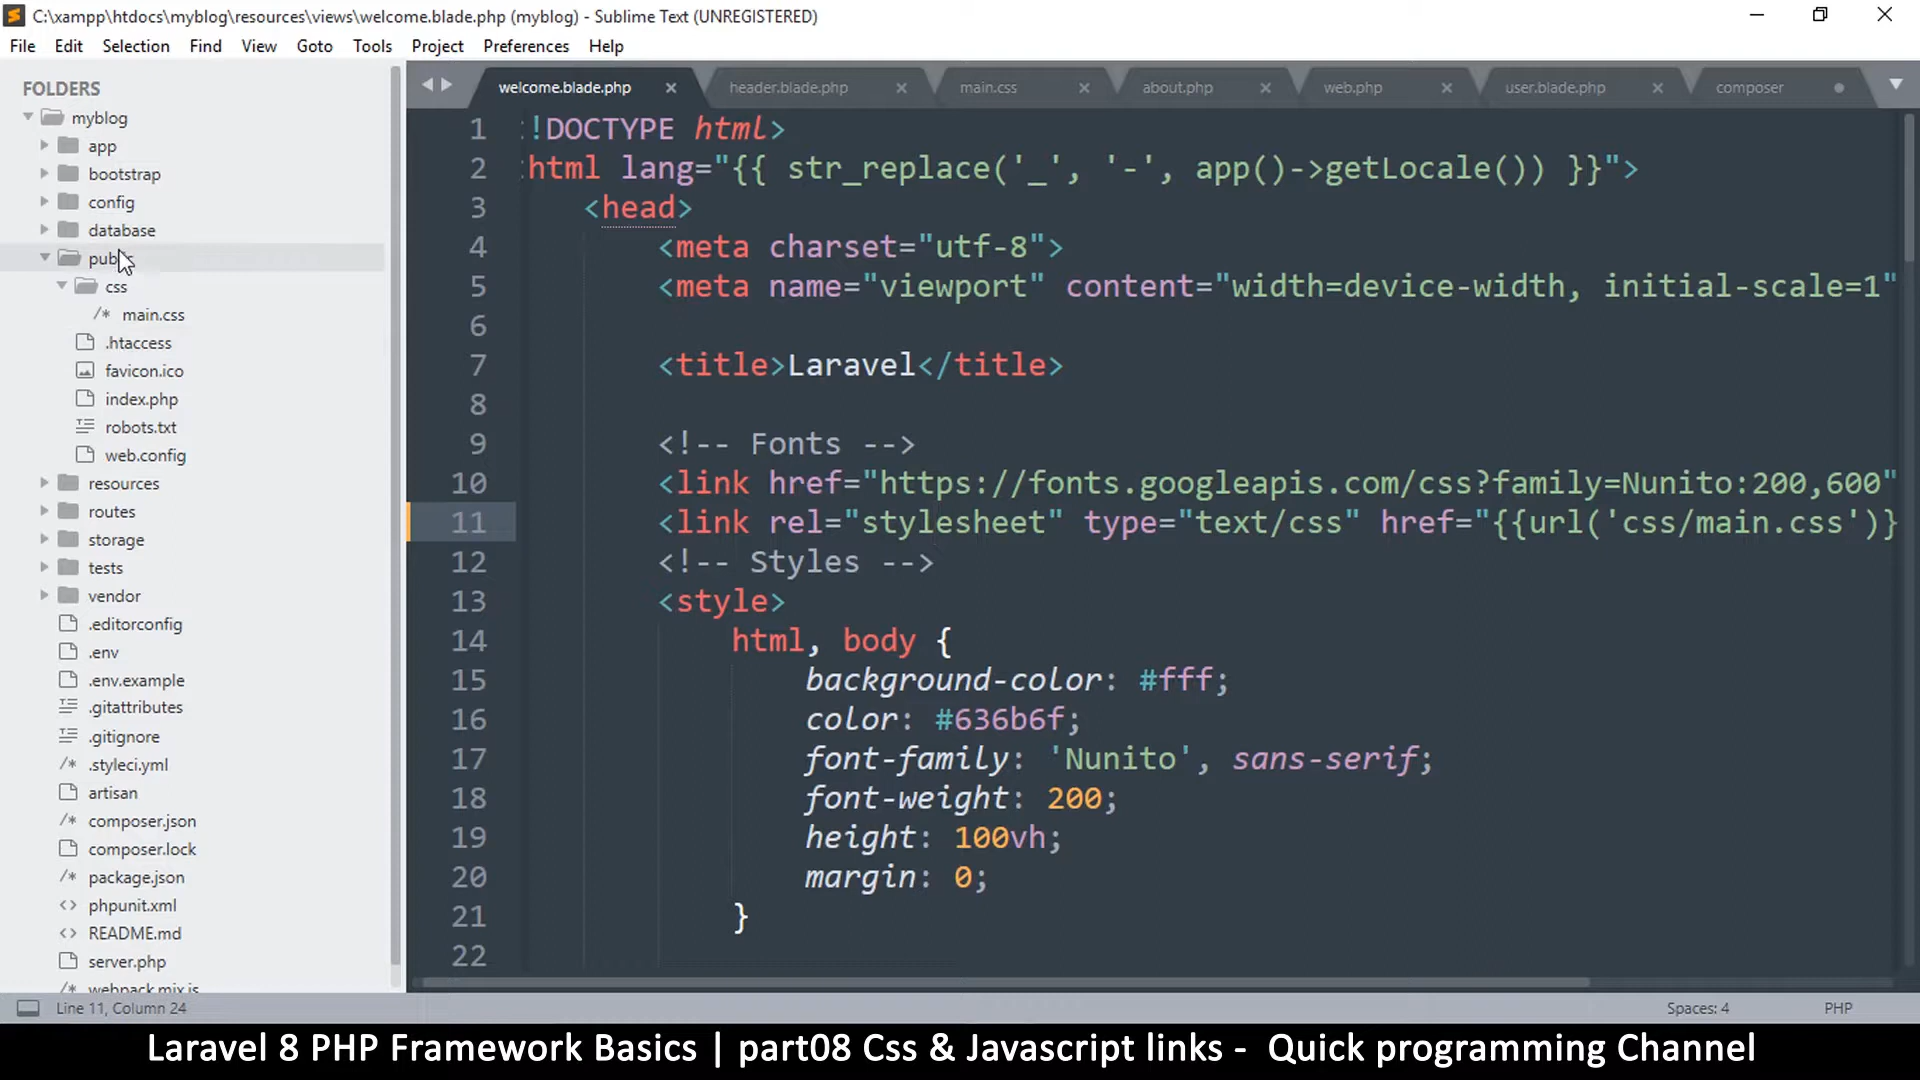 C:\xampp\htdocs\myblog\resources\views\welcome.blade.php (myblog) - Sublime Text (UNREGISTERED)
File Edit Selection Find View Goto Tools Project Preferences Help
FOLDERS
myblog
app
bootstrap
config
database
css
/* main.css
.htaccess
favicon.ico
index.php
robots.txt
web.config
resources
routes
storage
tests
vendor
.editorconfig
.env
.env.example
.gitattributes
.gitignore
/* .styleci.yml
artisan
/* composer.json
composer.lock
/* package.json
<> phpunit.xml
<> README.md
server.php
/* webpack.mix.js
welcome.blade.php header.blade.php main.css about.php web.php user.blade.php composer
1 !DOCTYPE html>
2 html lang="{{ str_replace('_', '-', app()->getLocale()) }}">
3 <head>
4 <meta charset="utf-8">
5 <meta name="viewport" content="width=device-width, initial-scale=1"
6
7 <title>Laravel</title>
8
9 <!-- Fonts -->
10 <link href="https://fonts.googleapis.com/css?family=Nunito:200,600"
11 <link rel="stylesheet" type="text/css" href="{{url('css/main.css')}
12 <!-- Styles -->
13 <style>
14 html, body {
15 background-color: #fff;
16 color: #636b6f;
17 font-family: 'Nunito', sans-serif;
18 font-weight: 200;
19 height: 100vh;
20 margin: 0;
21 }
22
Line 11, Column 24 Spaces: 4 PHP
Laravel 8 PHP Framework Basics | part08 Css & Javascript links - Quick programming Channel